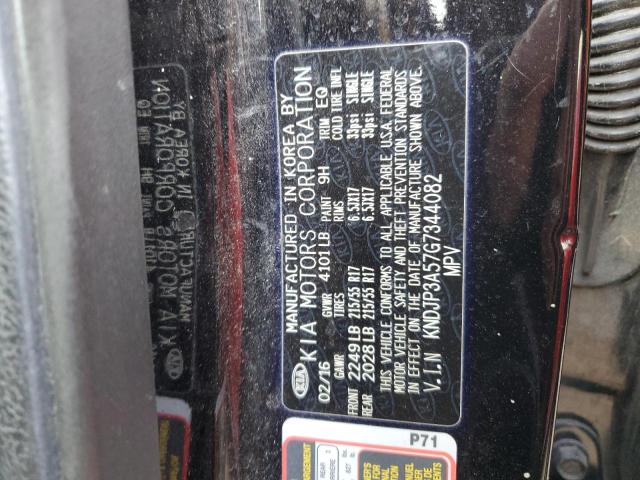 KIA
MANUFACTURED IN KOREA BY
KIA MOTORS CORPORATION
02/16 GVWR 4101LB PAINT 9H TRIM EQ
GAWR TIRES RIMS COLD TIRE INFL
FRONT 2249LB 215/55 R17 6.5JX17 33psi SINGLE
REAR 2028LB 215/55 R17 6.5JX17 33psi SINGLE
THIS VEHICLE CONFORMS TO ALL APPLICABLE U.S.A. FEDERAL
MOTOR VEHICLE SAFETY AND THEFT PREVENTION STANDARDS
IN EFFECT ON THE DATE OF MANUFACTURE SHOWN ABOVE.
V.I.N KNDJP3A57G7344082
MPV
P71
REAR 3